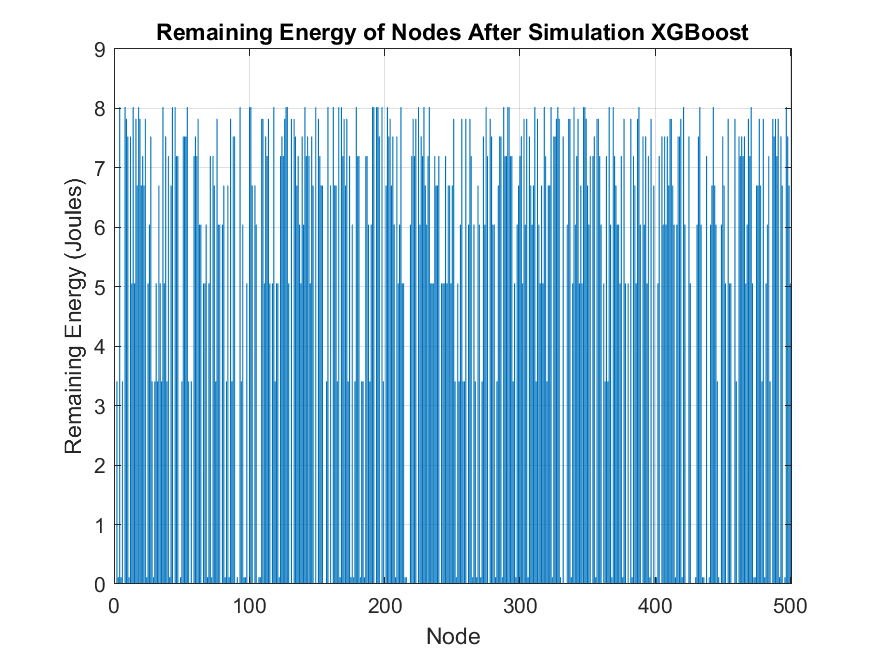 Remaining Energy of Nodes After Simulation XGBoost
9
8
7
6
5
4
3
2
1
0
Remaining Energy (Joules)
0 100 200 300 400 500
Node